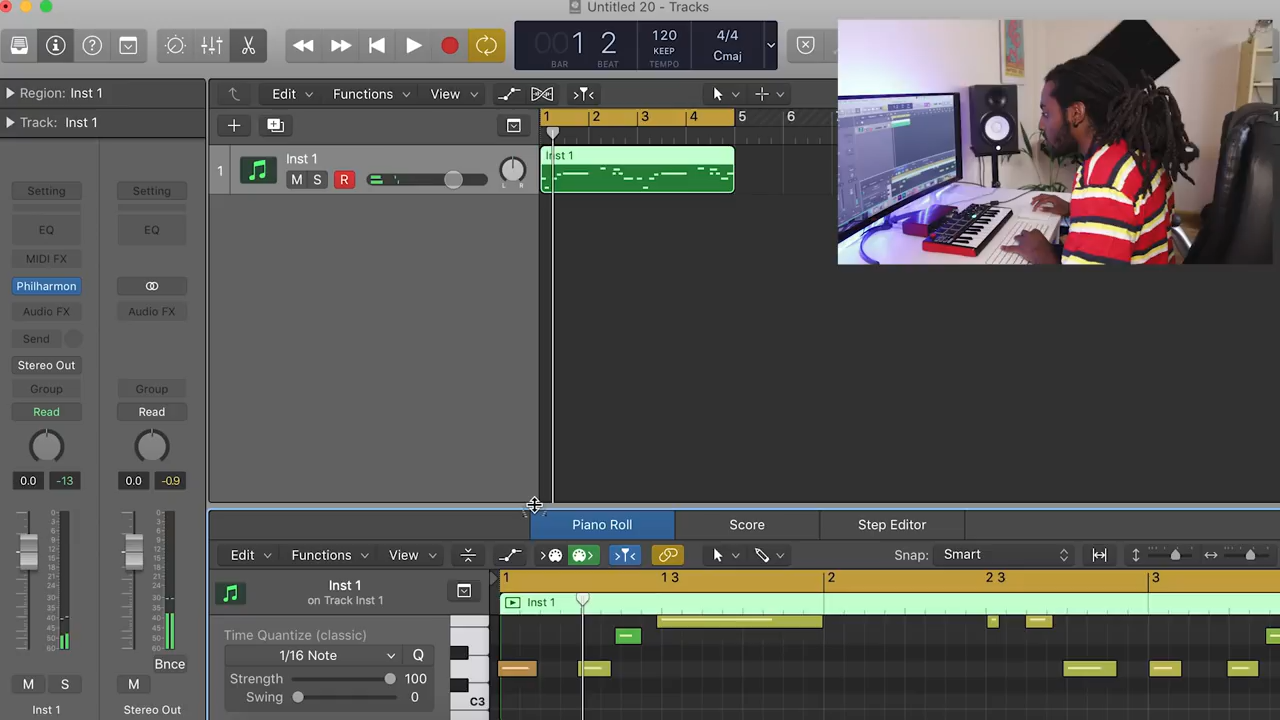 Untitled 20 - Tracks
001 2
BAR BEAT
120
KEEP
TEMPO
4/4
Cmaj
Region: Inst 1
Track: Inst 1
Edit Functions View
1 2 3 4 5 6
1
Inst 1
M S R
L R
Inst 1
Setting Setting
EQ EQ
MIDI FX
Philharmon
Audio FX Audio FX
Send
Stereo Out
Group Group
Read Read
0.0 -13 0.0 -0.9
Bnce
M S M
Inst 1 Stereo Out
Piano Roll Score Step Editor
Edit Functions View
Snap: Smart
1 1 3 2 2 3 3
Inst 1
on Track Inst 1
Inst 1
Time Quantize (classic)
1/16 Note Q
Strength 100
Swing 0
C3